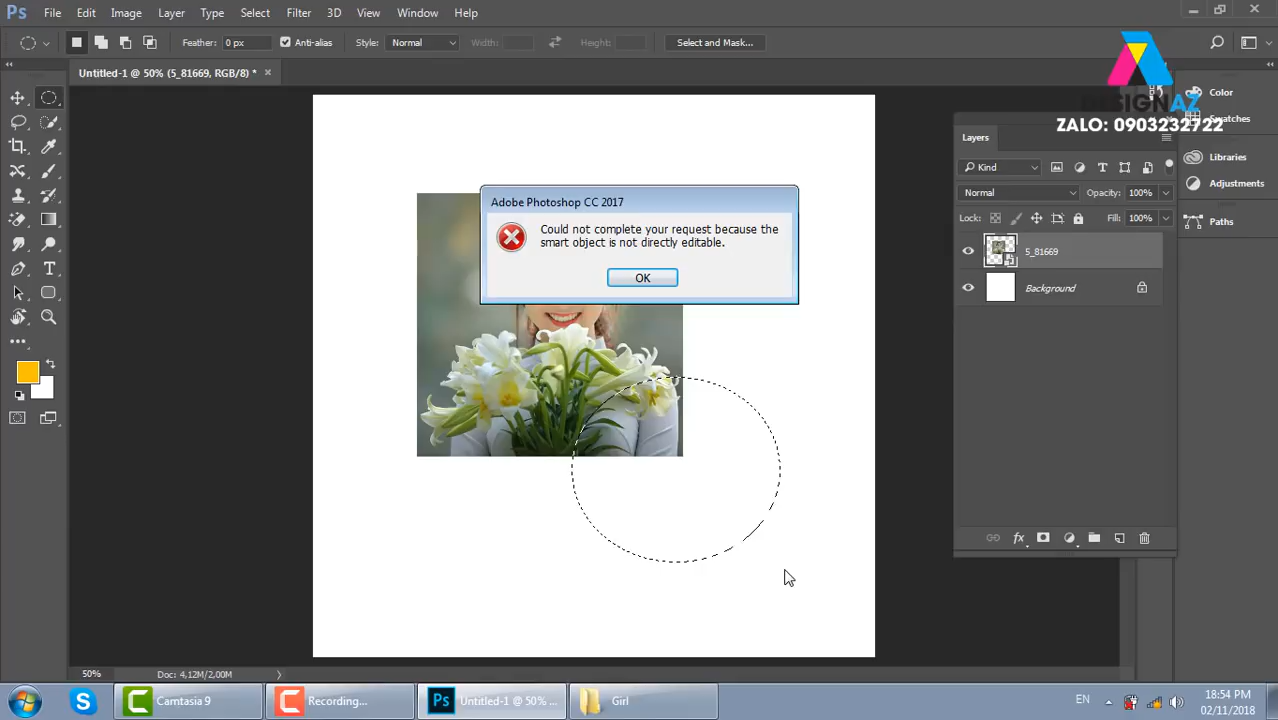 Ps File Edit Image Layer Type Select Filter 3D View Window Help
Feather: 0 px Anti-alias Style: Normal Width: Height: Select and Mask...
Untitled-1 @ 50% (5_81669, RGB/8) *
DESIGNAZ
ZALO: 0903232722
Color
Swatches
Libraries
Adjustments
Paths
Layers
Kind
Normal Opacity: 100%
Lock: Fill: 100%
5_81669
Background
Adobe Photoshop CC 2017
Could not complete your request because the
smart object is not directly editable.
OK
50% Doc: 4,12M/2,00M
Camtasia 9
Recording...
Ps Untitled-1 @ 50% ...
Girl
EN
18:54 PM
02/11/2018